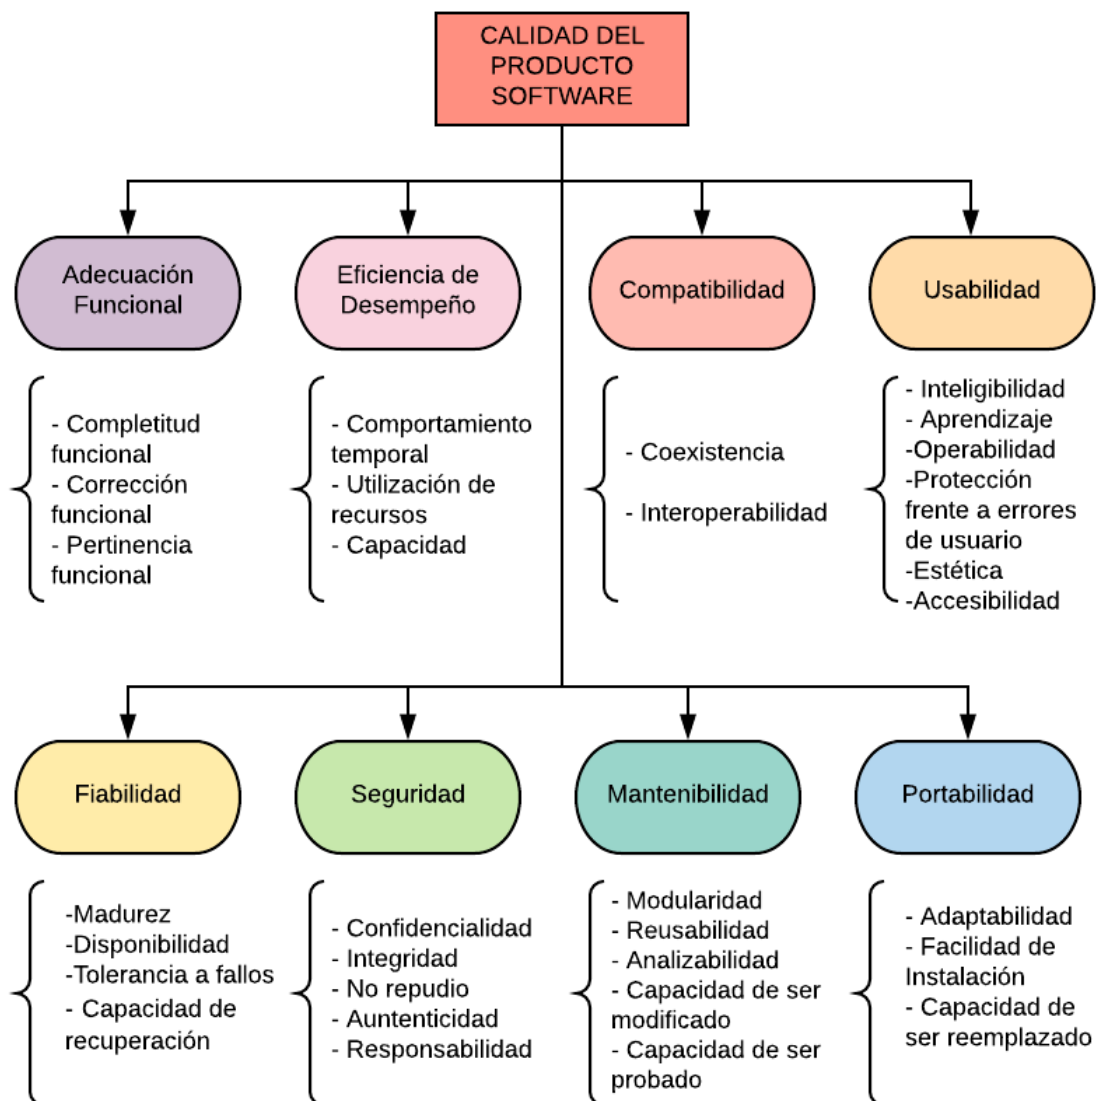 CALIDAD DEL
PRODUCTO
SOFTWARE
Adecuación
Funcional
Eficiencia de
Desempeño
Compatibilidad
Usabilidad
- Completitud
funcional
- Corrección
funcional
- Pertinencia
funcional
- Comportamiento
temporal
- Utilización de
recursos
- Capacidad
- Coexistencia
- Interoperabilidad
- Inteligibilidad
- Aprendizaje
-Operabilidad
-Protección
frente a errores
de usuario
-Estética
-Accesibilidad
Fiabilidad
Seguridad
Mantenibilidad
Portabilidad
-Madurez
-Disponibilidad
-Tolerancia a fallos
- Capacidad de
recuperación
- Confidencialidad
- Integridad
- No repudio
- Auntenticidad
- Responsabilidad
- Modularidad
- Reusabilidad
- Analizabilidad
- Capacidad de ser
modificado
- Capacidad de ser
probado
- Adaptabilidad
- Facilidad de
Instalación
- Capacidad de
ser reemplazado